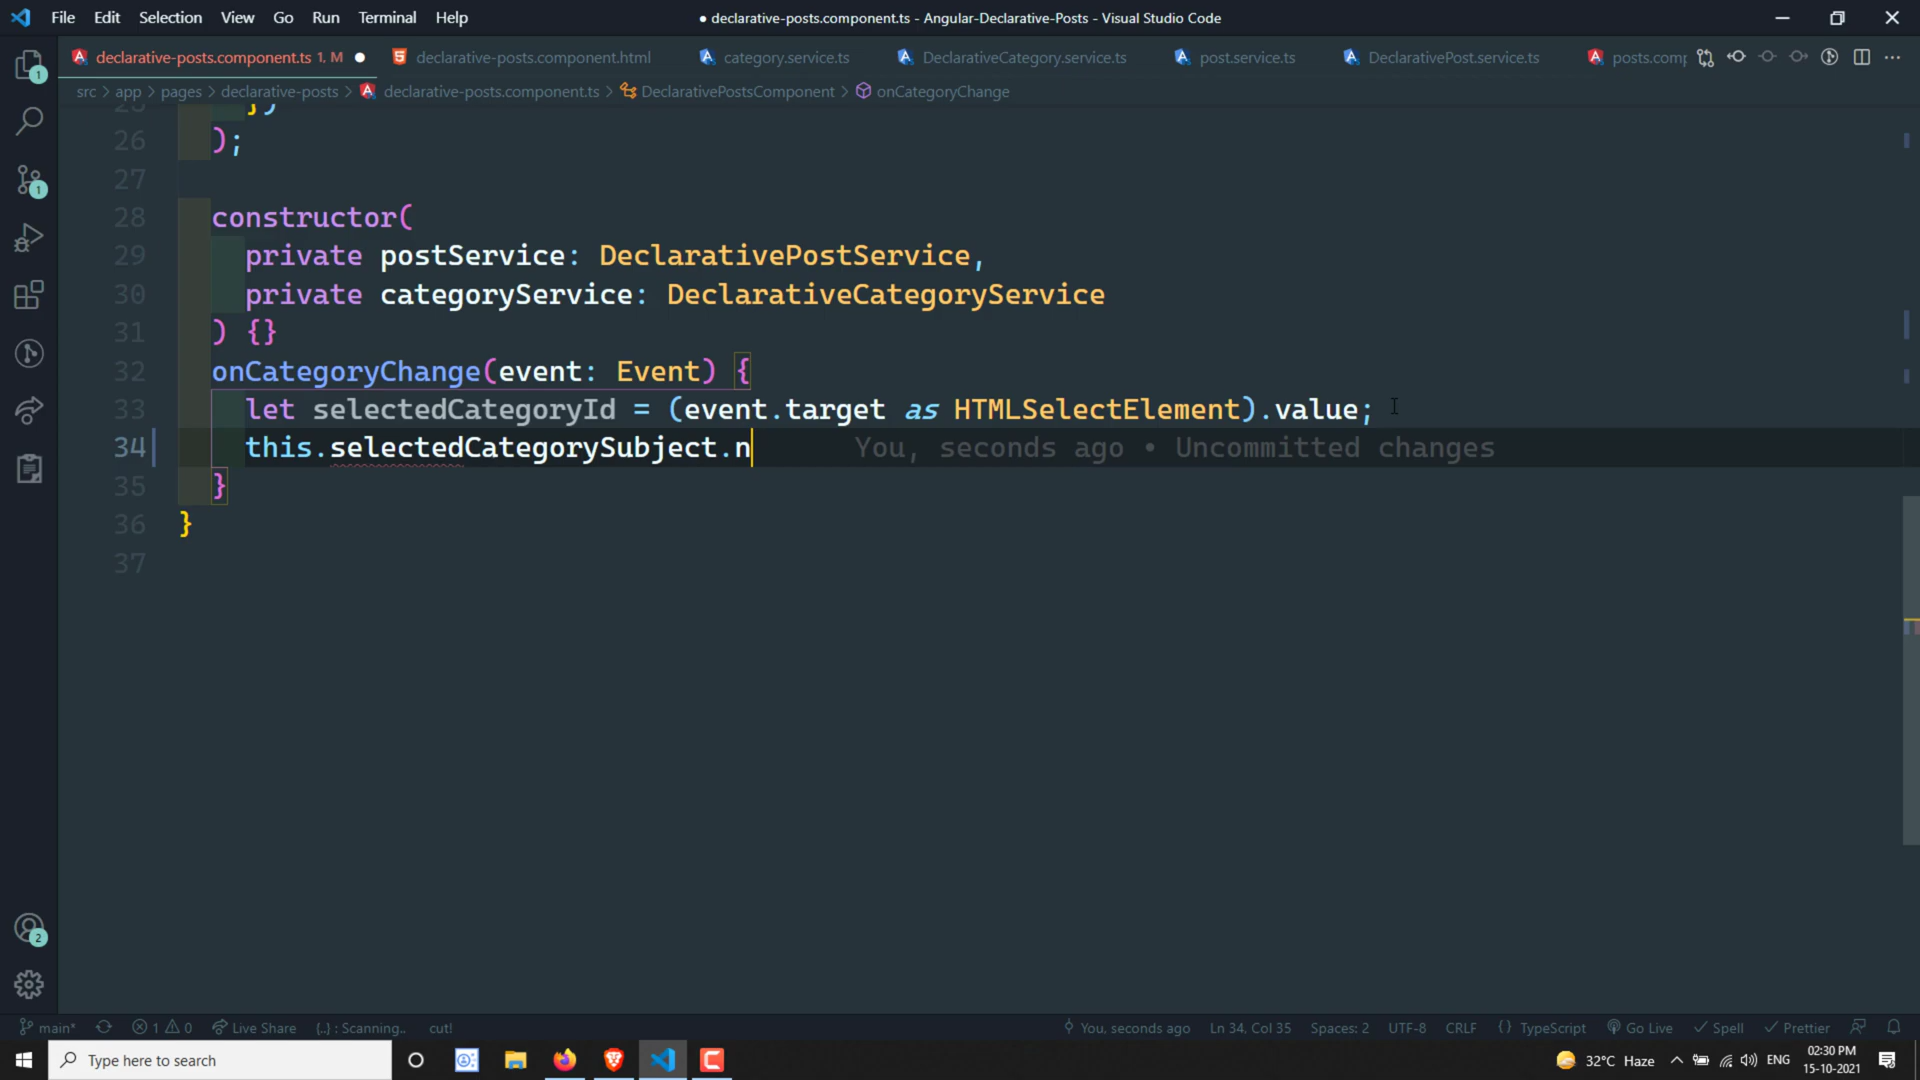 File Edit Selection View Go Run Terminal Help
● declarative-posts.component.ts - Angular-Declarative-Posts - Visual Studio Code
declarative-posts.component.ts 1, M ● declarative-posts.component.html category.service.ts DeclarativeCategory.service.ts post.service.ts DeclarativePost.service.ts posts.comp
src > app > pages > declarative-posts > declarative-posts.component.ts > DeclarativePostsComponent > onCategoryChange
25 })
26 );
27
28 constructor(
29 private postService: DeclarativePostService,
30 private categoryService: DeclarativeCategoryService
31 ) {}
32 onCategoryChange(event: Event) {
33 let selectedCategoryId = (event.target as HTMLSelectElement).value;
34 this.selectedCategorySubject.n You, seconds ago • Uncommitted changes
35 }
36 }
37
1
1
2
main* 1 0 Live Share {..} : Scanning.. cut! You, seconds ago Ln 34, Col 35 Spaces: 2 UTF-8 CRLF {} TypeScript Go Live ✓ Spell ✓ Prettier
Type here to search 32°C Haze ENG 02:30 PM
15-10-2021